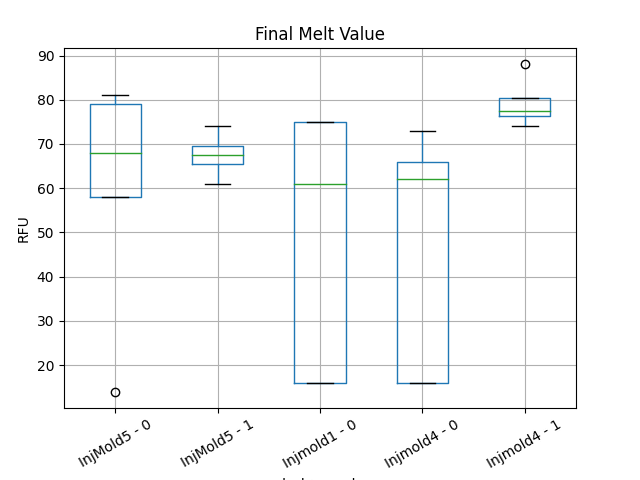 Final Melt Value
RFU
90
80
70
60
50
40
30
20
InjMold5 - 0
InjMold5 - 1
Injmold1 - 0
Injmold4 - 0
Injmold4 - 1